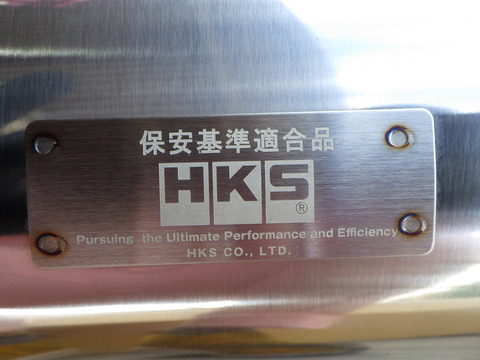 保安基準適合品
HKS®
Pursuing the Ultimate Performance and Efficiency
HKS CO., LTD.